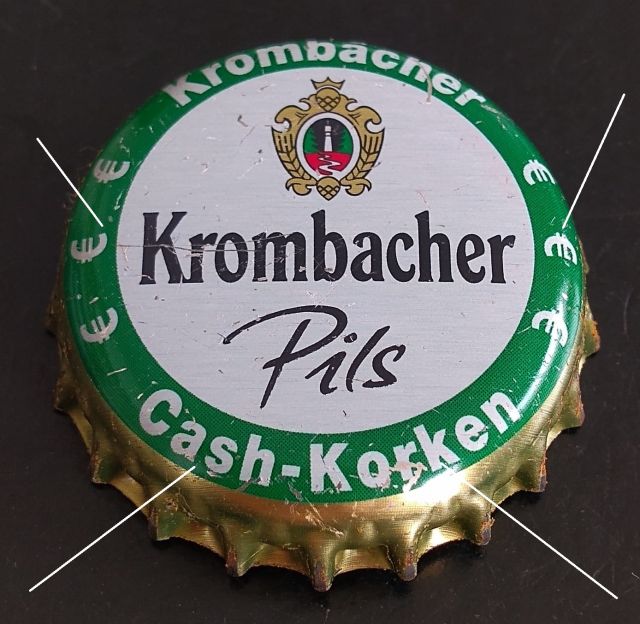 Krombacher
€ · € · €
€ · € · €
Krombacher
Pils
Cash-Korken